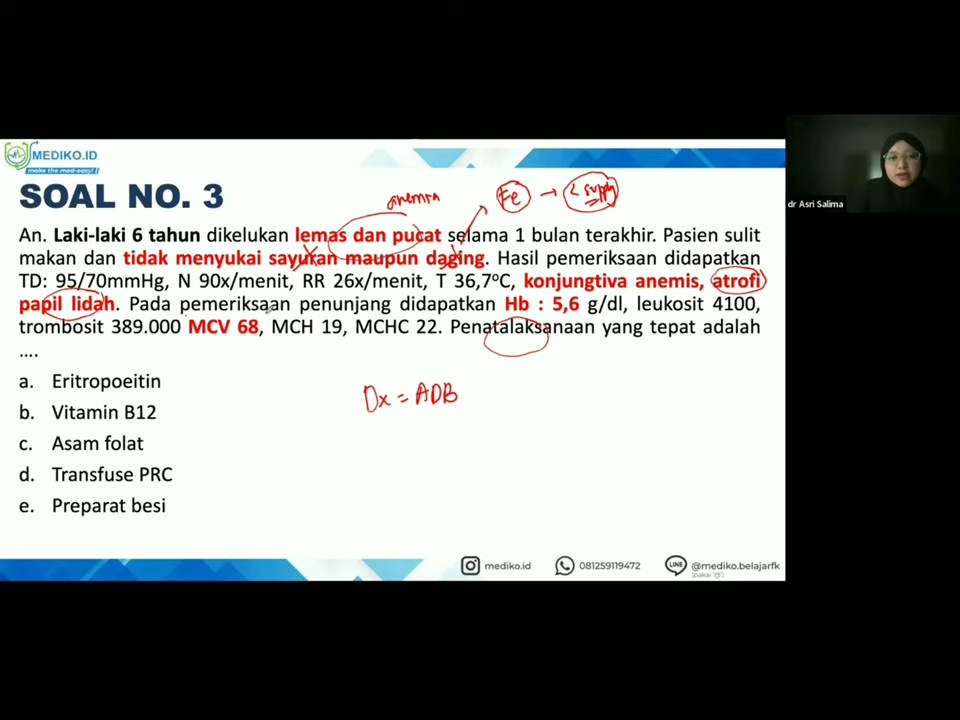 MEDIKO.ID
make the med-easy!
SOAL NO. 3
anemia
Fe → < supply
An. Laki-laki 6 tahun dikelukan lemas dan pucat selama 1 bulan terakhir. Pasien sulit
makan dan tidak menyukai sayukan maupun daging. Hasil pemeriksaan didapatkan
TD: 95/70mmHg, N 90x/menit, RR 26x/menit, T 36,7°C, konjungtiva anemis, atrofi
papil lidah. Pada pemeriksaan penunjang didapatkan Hb : 5,6 g/dl, leukosit 4100,
trombosit 389.000 MCV 68, MCH 19, MCHC 22. Penatalaksanaan yang tepat adalah
....
a. Eritropoeitin
b. Vitamin B12
c. Asam folat
d. Transfuse PRC
e. Preparat besi
Dx = ADB
mediko.id
081259119472
LINE
@mediko.belajarfk
(pakai '@')
dr Asri Salima